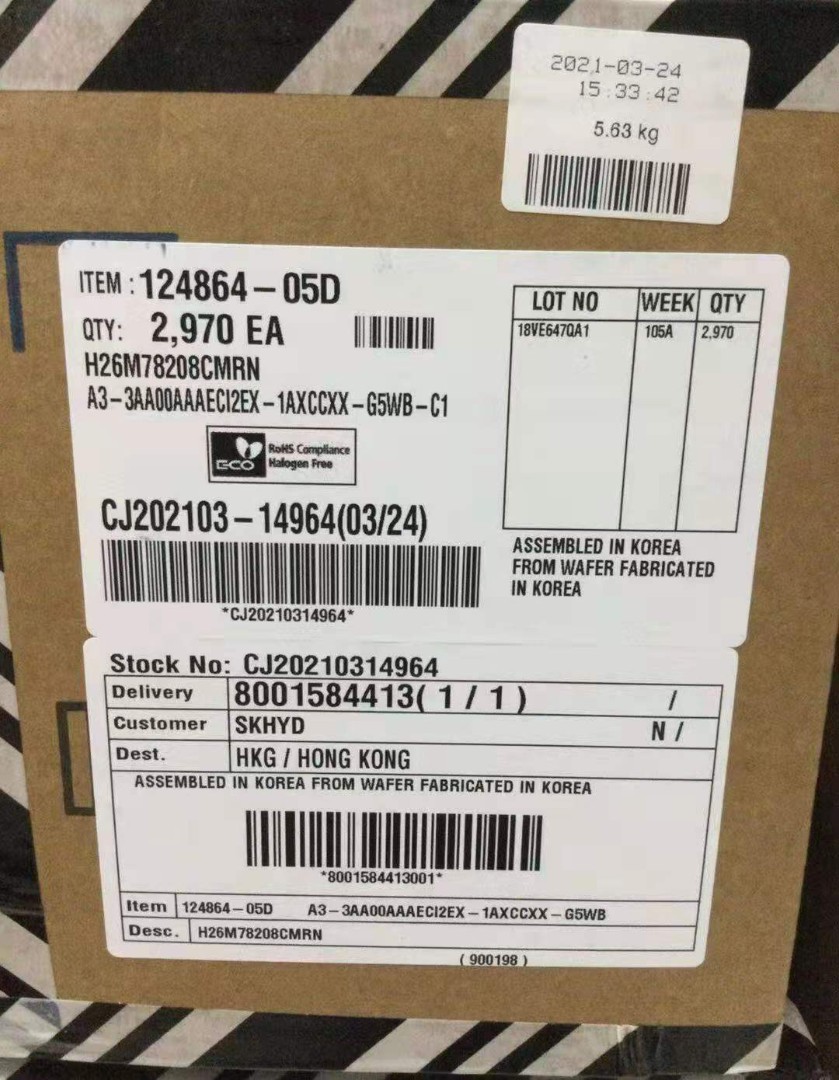 2021-03-24
15:33:42
5.63 kg
ITEM : 124864-05D
QTY: 2,970 EA
H26M78208CMRN
A3-3AA00AAAECI2EX-1AXCCXX-G5WB-C1
ECO RoHS Compliance
Halogen Free
CJ202103-14964(03/24)
*CJ20210314964*
LOT NO WEEK QTY
18VE647QA1 105A 2,970
ASSEMBLED IN KOREA
FROM WAFER FABRICATED
IN KOREA
Stock No: CJ20210314964
Delivery 8001584413( 1 / 1 ) /
Customer SKHYD N /
Dest. HKG / HONG KONG
ASSEMBLED IN KOREA FROM WAFER FABRICATED IN KOREA
*8001584413001*
Item 124864-05D A3-3AA00AAAECI2EX-1AXCCXX-G5WB
Desc. H26M78208CMRN
( 900198 )